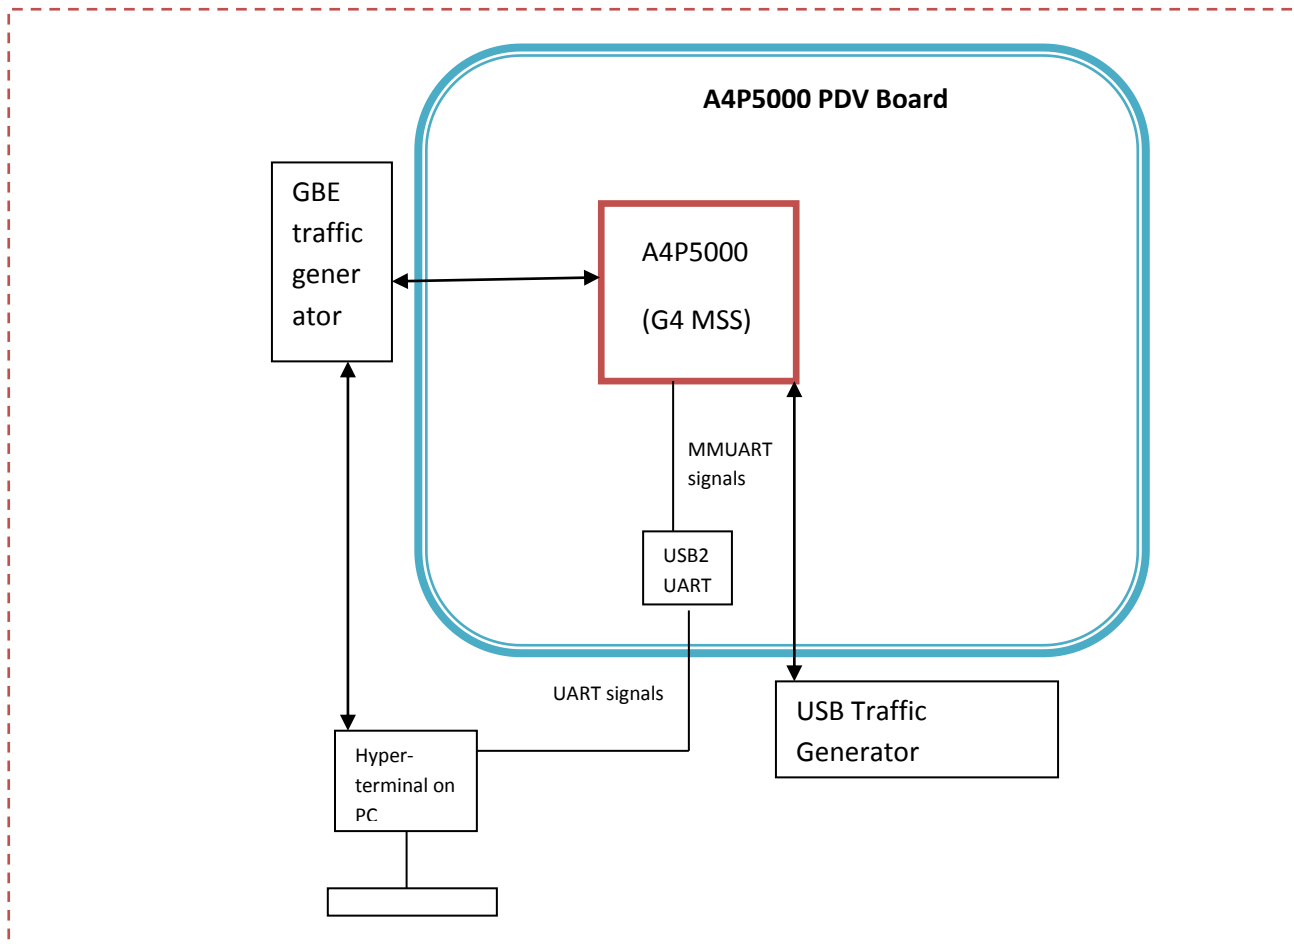 A4P5000 PDV Board
GBE
traffic
gener
ator
A4P5000
(G4 MSS)
MMUART
signals
USB2
UART
UART signals
USB Traffic
Generator
Hyper-
terminal on
PC